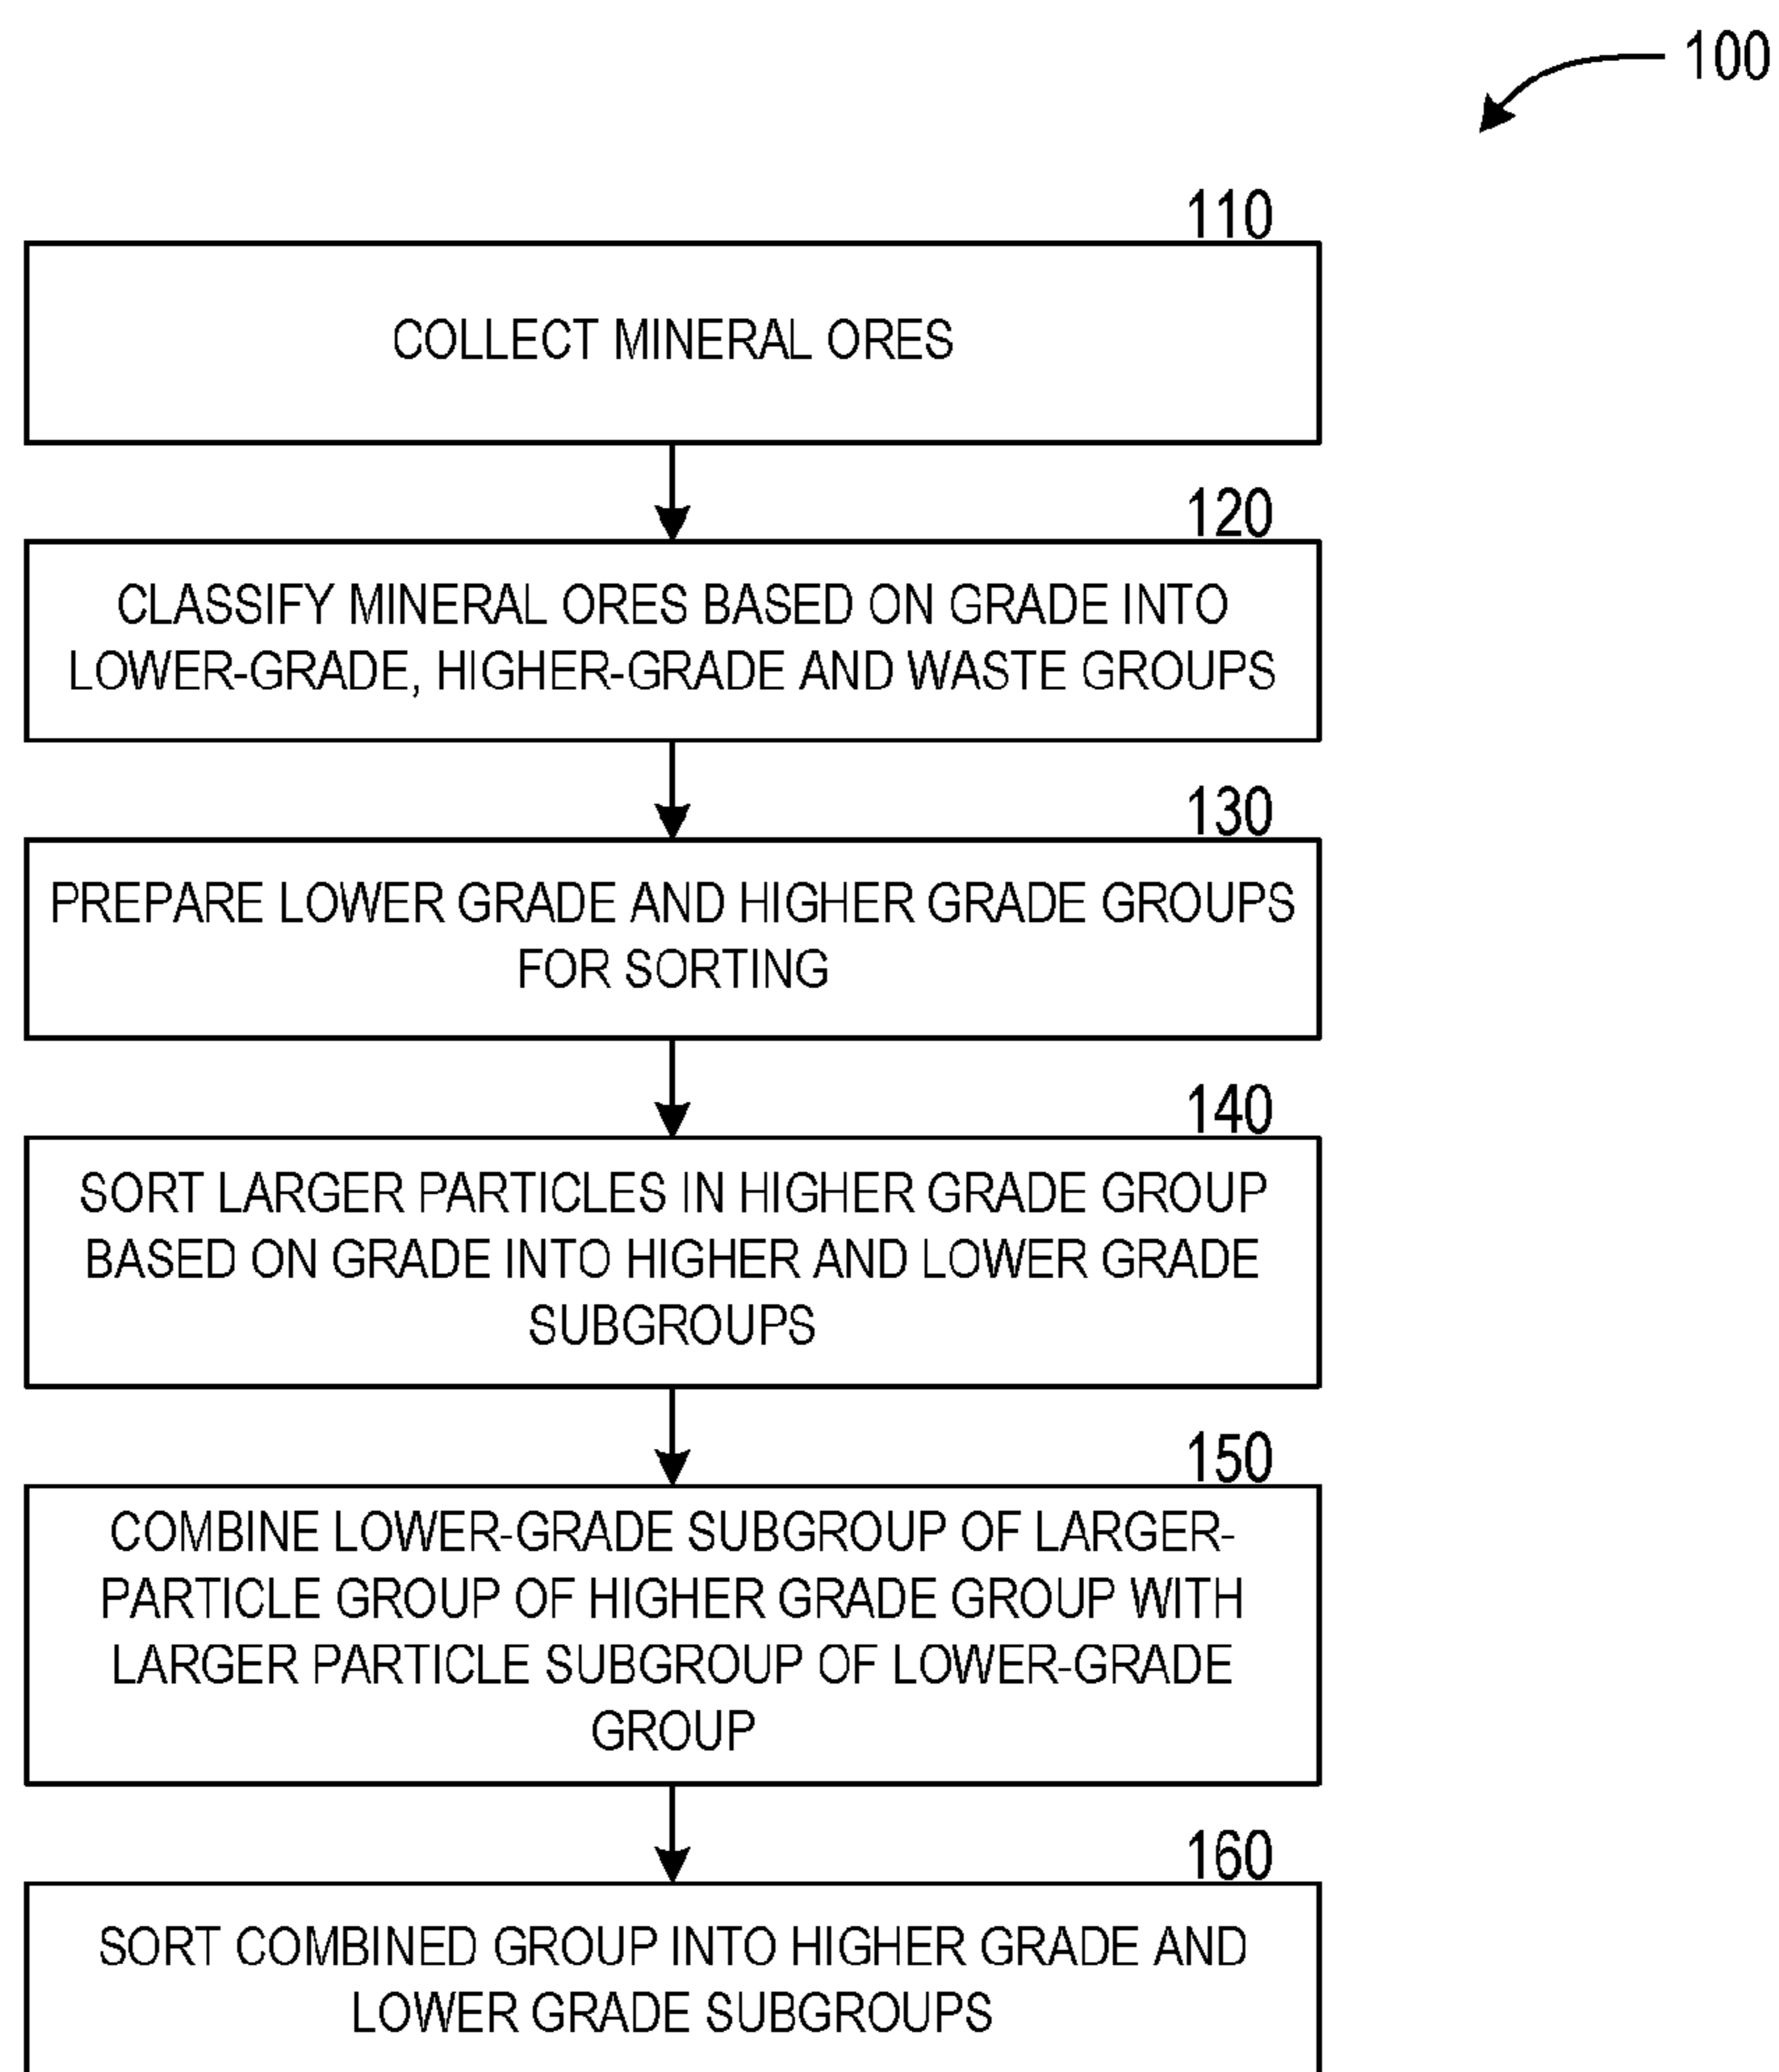 100
110
COLLECT MINERAL ORES
120
CLASSIFY MINERAL ORES BASED ON GRADE INTO
LOWER-GRADE, HIGHER-GRADE AND WASTE GROUPS
130
PREPARE LOWER GRADE AND HIGHER GRADE GROUPS
FOR SORTING
140
SORT LARGER PARTICLES IN HIGHER GRADE GROUP
BASED ON GRADE INTO HIGHER AND LOWER GRADE
SUBGROUPS
150
COMBINE LOWER-GRADE SUBGROUP OF LARGER-
PARTICLE GROUP OF HIGHER GRADE GROUP WITH
LARGER PARTICLE SUBGROUP OF LOWER-GRADE
GROUP
160
SORT COMBINED GROUP INTO HIGHER GRADE AND
LOWER GRADE SUBGROUPS